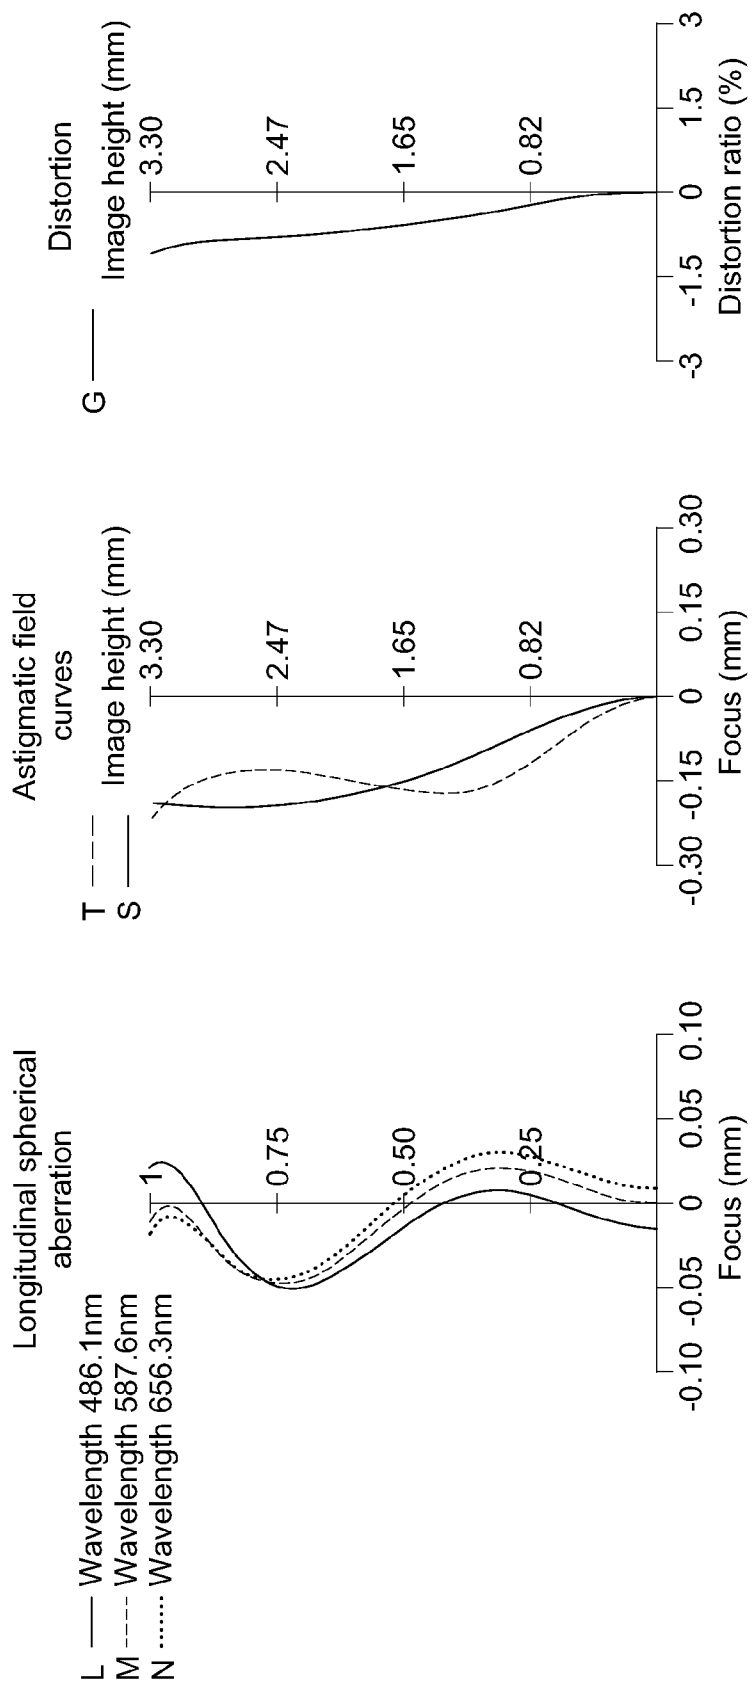 Longitudinal spherical
aberration
L Wavelength 486.1nm
M Wavelength 587.6nm
N Wavelength 656.3nm
1
0.75
0.50
0.25
-0.10 -0.05 0 0.05 0.10
Focus (mm)
Astigmatic field
curves
T
S
Image height (mm)
3.30
2.47
1.65
0.82
-0.30 -0.15 0 0.15 0.30
Focus (mm)
Distortion
G
Image height (mm)
3.30
2.47
1.65
0.82
-3 -1.5 0 1.5 3
Distortion ratio (%)